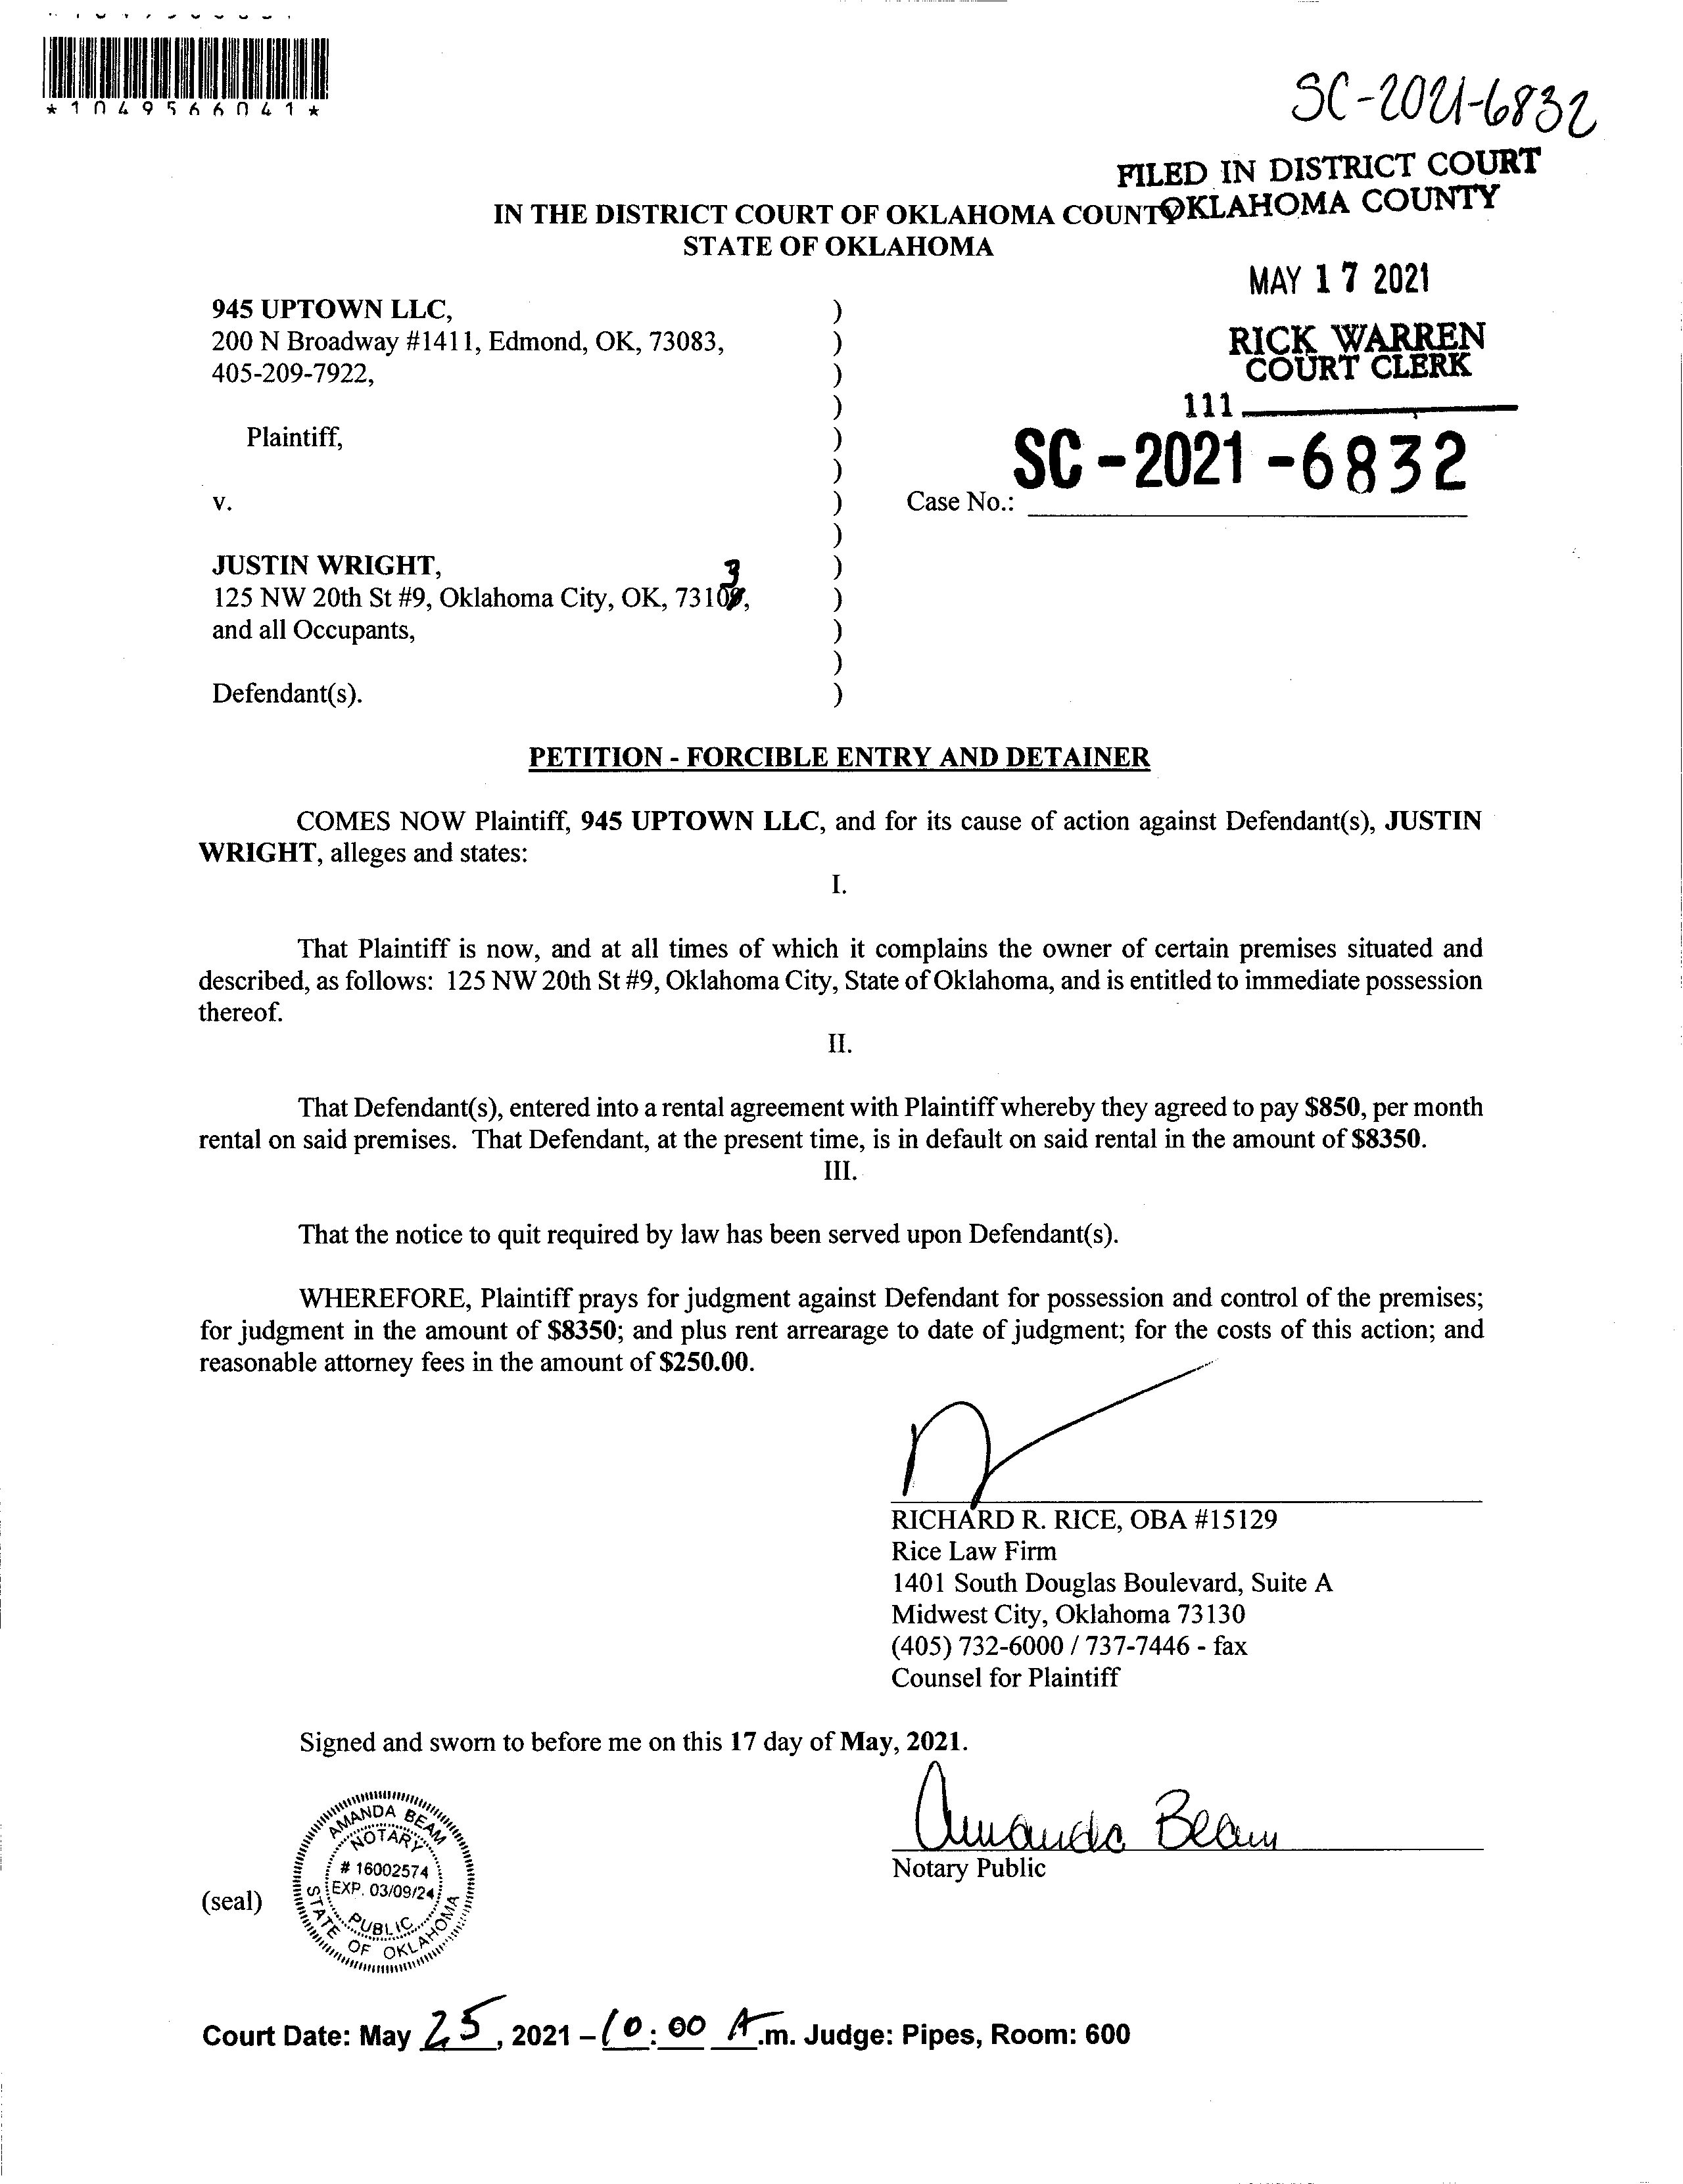 *1049566041*
SC-2021-6832
FILED IN DISTRICT COURT
OKLAHOMA COUNTY
IN THE DISTRICT COURT OF OKLAHOMA COUNTY
STATE OF OKLAHOMA
MAY 17 2021
RICK WARREN
COURT CLERK
111
945 UPTOWN LLC,
200 N Broadway #1411, Edmond, OK, 73083,
405-209-7922,
Plaintiff,
v.
SC-2021-6832
Case No.:
JUSTIN WRIGHT,
125 NW 20th St #9, Oklahoma City, OK, 73103,
and all Occupants,
Defendant(s).
)
)
)
)
)
)
)
)
)
)
)
)
)
PETITION - FORCIBLE ENTRY AND DETAINER
COMES NOW Plaintiff, 945 UPTOWN LLC, and for its cause of action against Defendant(s), JUSTIN
WRIGHT, alleges and states:
I.
That Plaintiff is now, and at all times of which it complains the owner of certain premises situated and
described, as follows: 125 NW 20th St #9, Oklahoma City, State of Oklahoma, and is entitled to immediate possession
thereof.
II.
That Defendant(s), entered into a rental agreement with Plaintiff whereby they agreed to pay $850, per month
rental on said premises. That Defendant, at the present time, is in default on said rental in the amount of $8350.
III.
That the notice to quit required by law has been served upon Defendant(s).
WHEREFORE, Plaintiff prays for judgment against Defendant for possession and control of the premises;
for judgment in the amount of $8350; and plus rent arrearage to date of judgment; for the costs of this action; and
reasonable attorney fees in the amount of $250.00.
RICHARD R. RICE, OBA #15129
Rice Law Firm
1401 South Douglas Boulevard, Suite A
Midwest City, Oklahoma 73130
(405) 732-6000 / 737-7446 - fax
Counsel for Plaintiff
Signed and sworn to before me on this 17 day of May, 2021.
Amanda Beam
Notary Public
(seal)
AMANDA BEAM
NOTARY
# 16002574
EXP. 03/09/24
PUBLIC
STATE OF OKLAHOMA
Court Date: May 25, 2021 – 10:00 A.m. Judge: Pipes, Room: 600